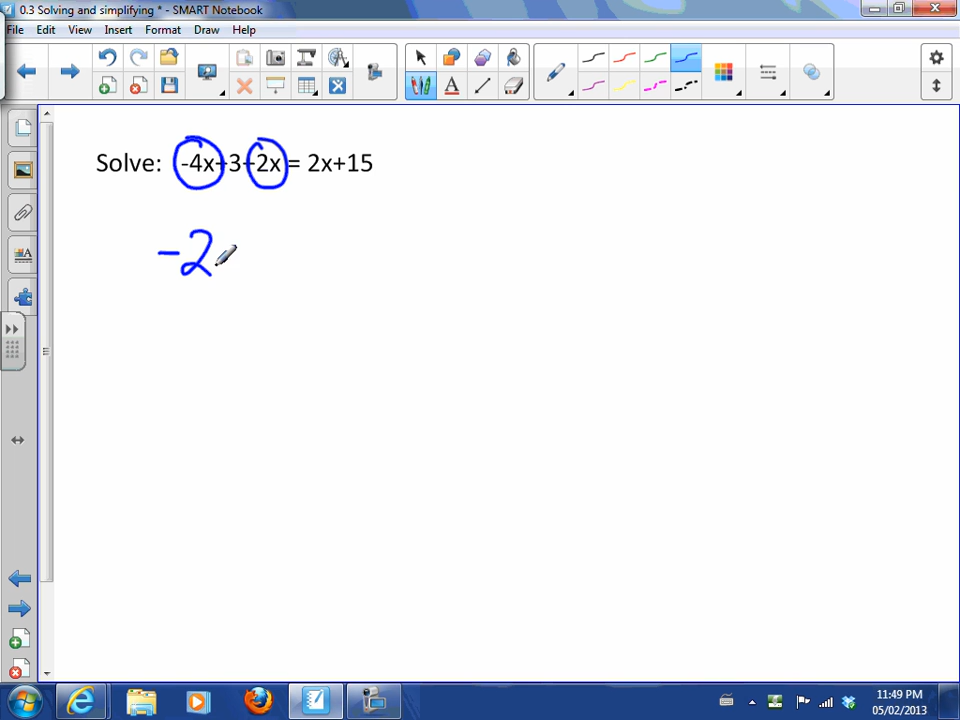 0.3 Solving and simplifying * - SMART Notebook
File Edit View Insert Format Draw Help
Solve: -4x+3+2x = 2x+15
-2
11:49 PM
05/02/2013